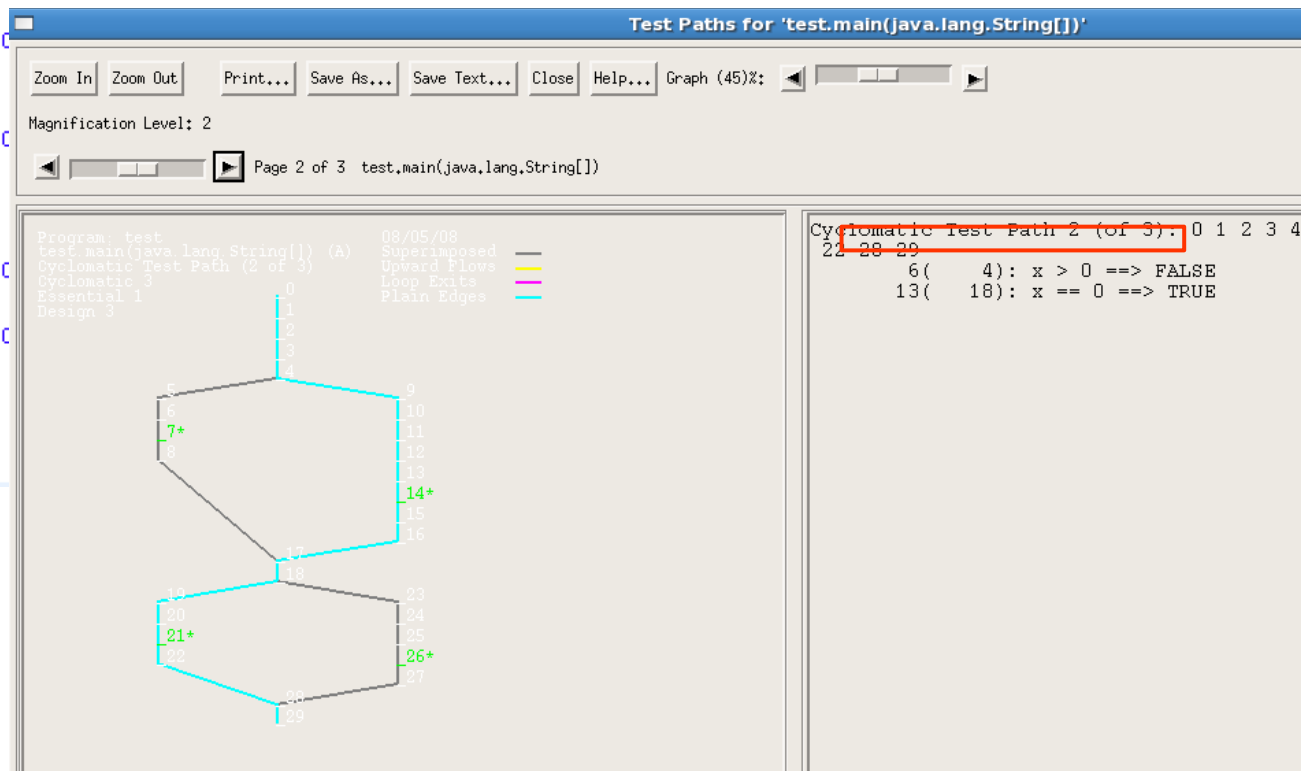 Test Paths for 'test.main(java.lang.String[])'
Zoom In Zoom Out Print... Save As... Save Text... Close Help... Graph (45)%:
Magnification Level: 2
Page 2 of 3 test.main(java.lang.String[])
Program: test 08/05/08
test.main(java.lang.String[]) (A) Superimposed
Cyclomatic Test Path (2 of 3) Upward Flows
Cyclomatic 3 Loop Exits
Essential 1 Plain Edges
Design 3
0
1
2
3
4
5 9
6 10
7* 11
8 12
13
14*
15
16
17
18
19 23
20 24
21* 25
22 26*
27
28
29
Cyclomatic Test Path 2 (of 3): 0 1 2 3 4
22 28 29
6( 4): x > 0 ==> FALSE
13( 18): x == 0 ==> TRUE